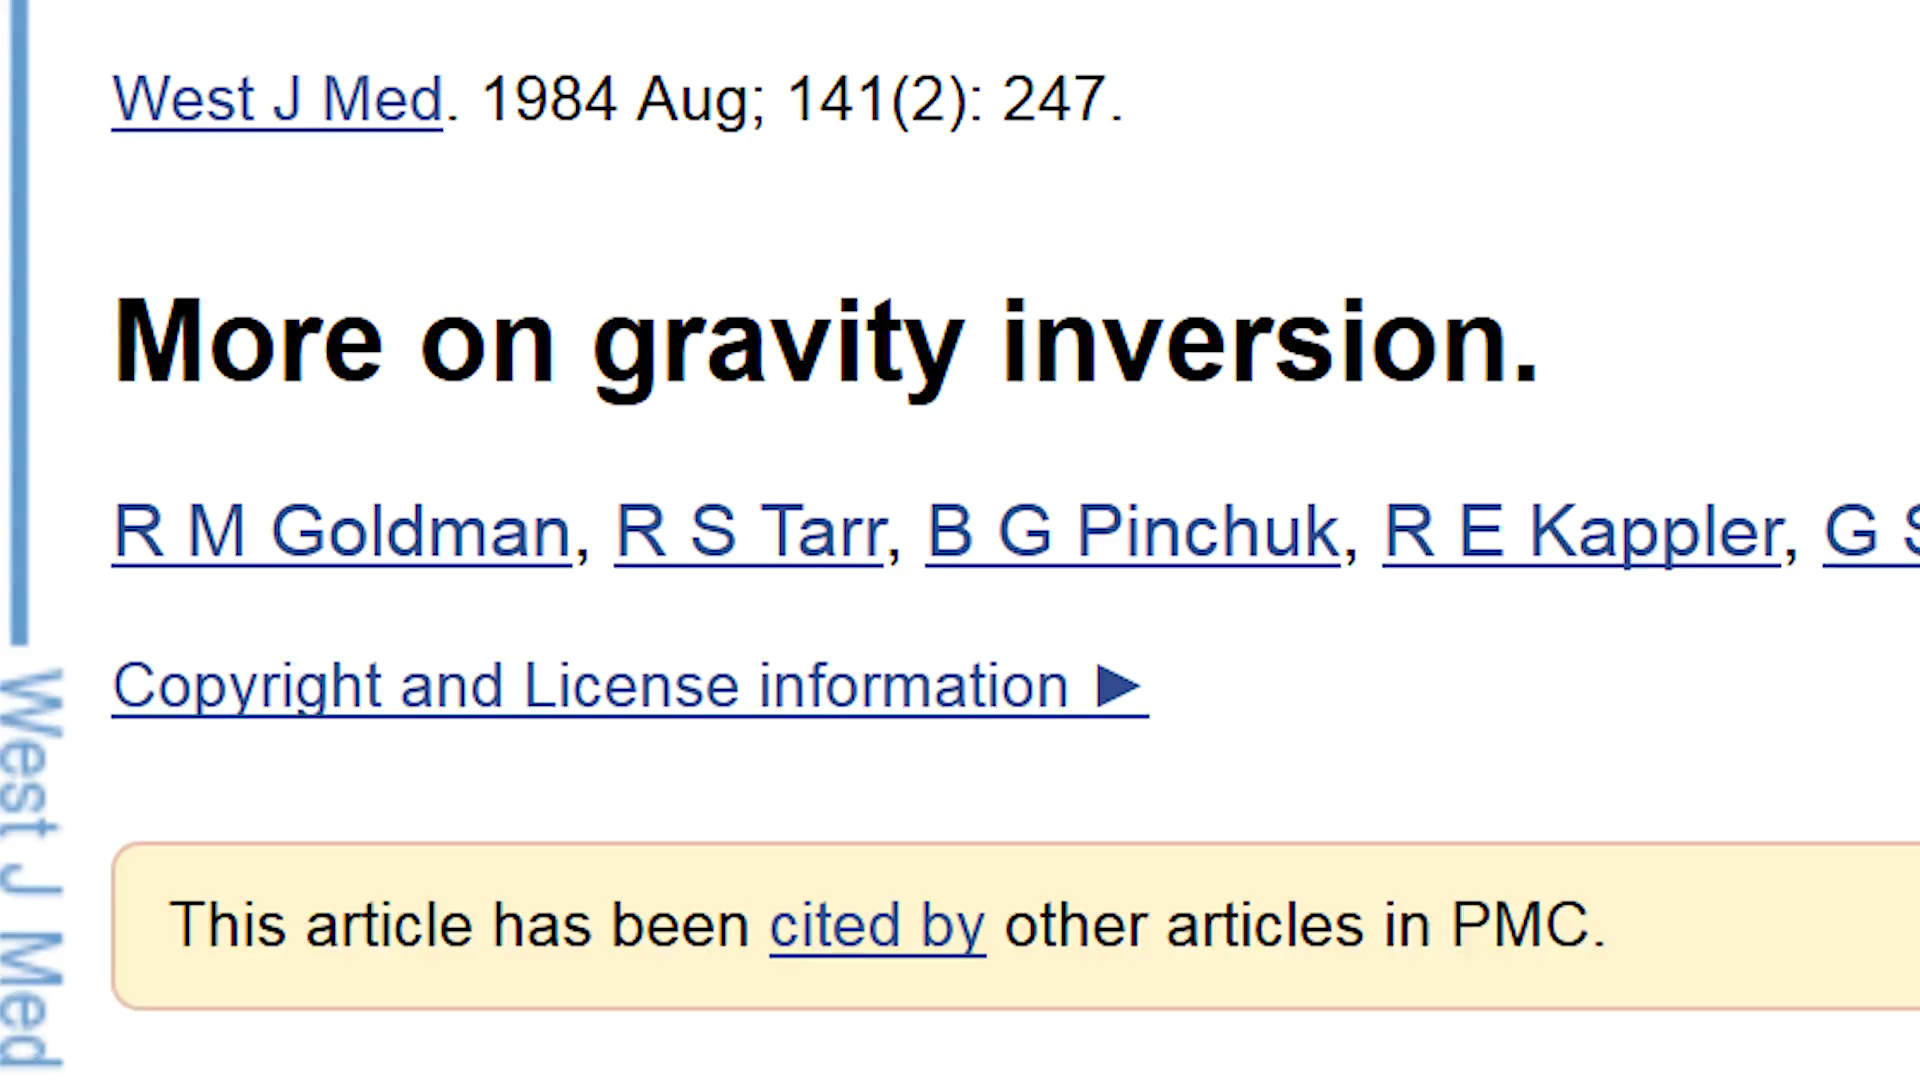 West J Med. 1984 Aug; 141(2): 247.
More on gravity inversion.
R M Goldman, R S Tarr, B G Pinchuk, R E Kappler, G
Copyright and License information ►
This article has been cited by other articles in PMC.
West J Med